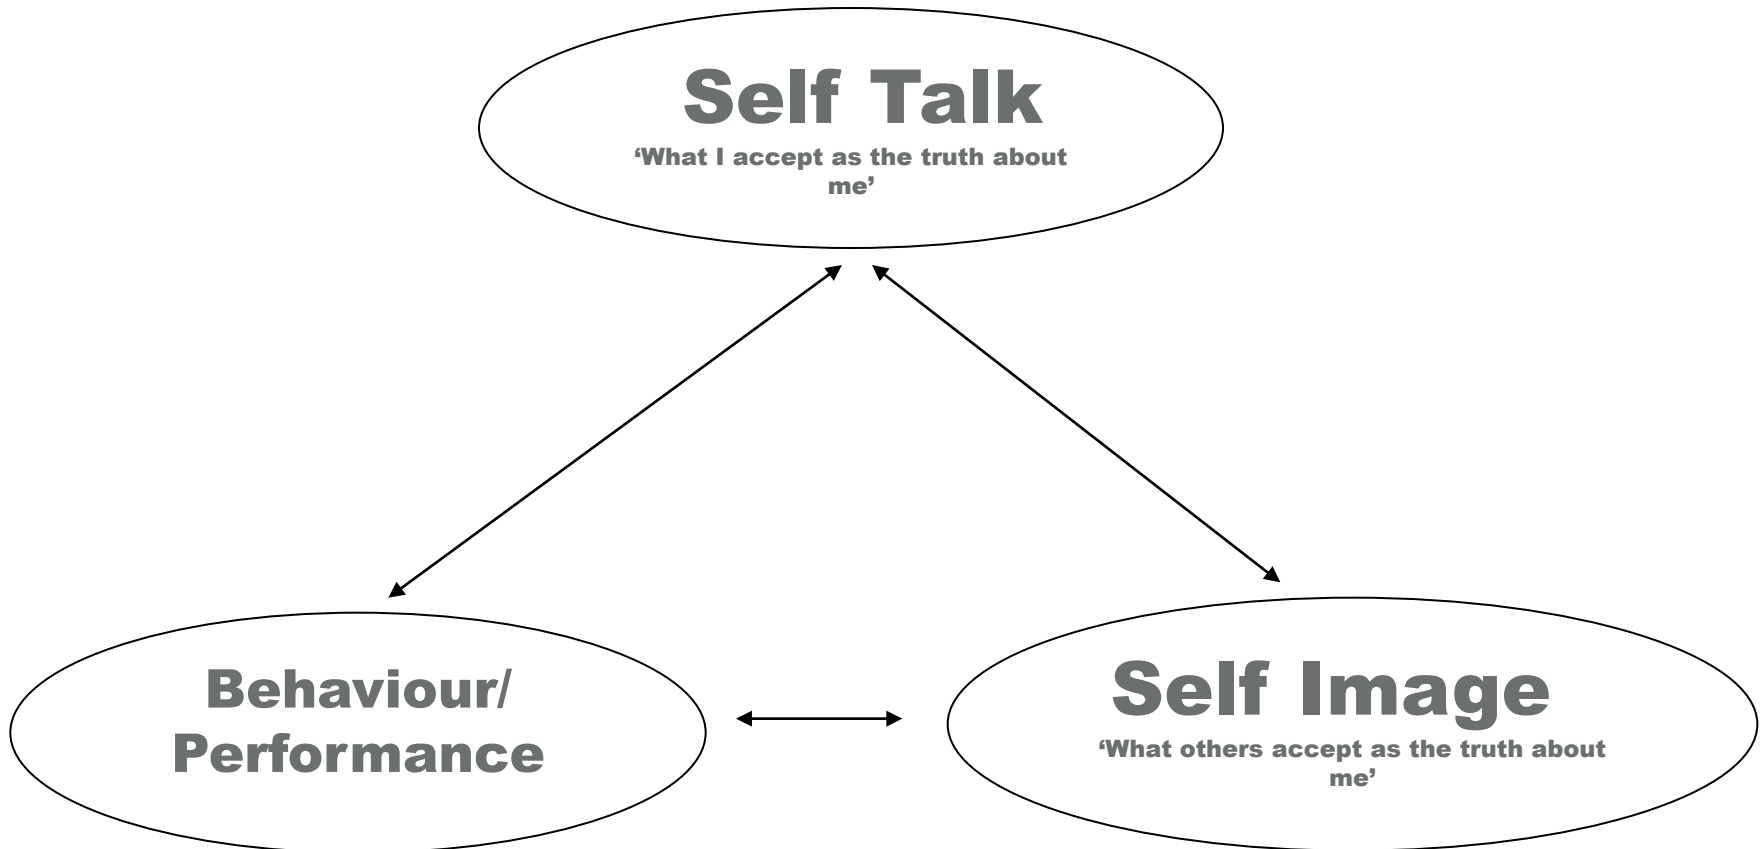 Self Talk
‘What I accept as the truth about
me’
Behaviour/
Performance
Self Image
‘What others accept as the truth about
me’